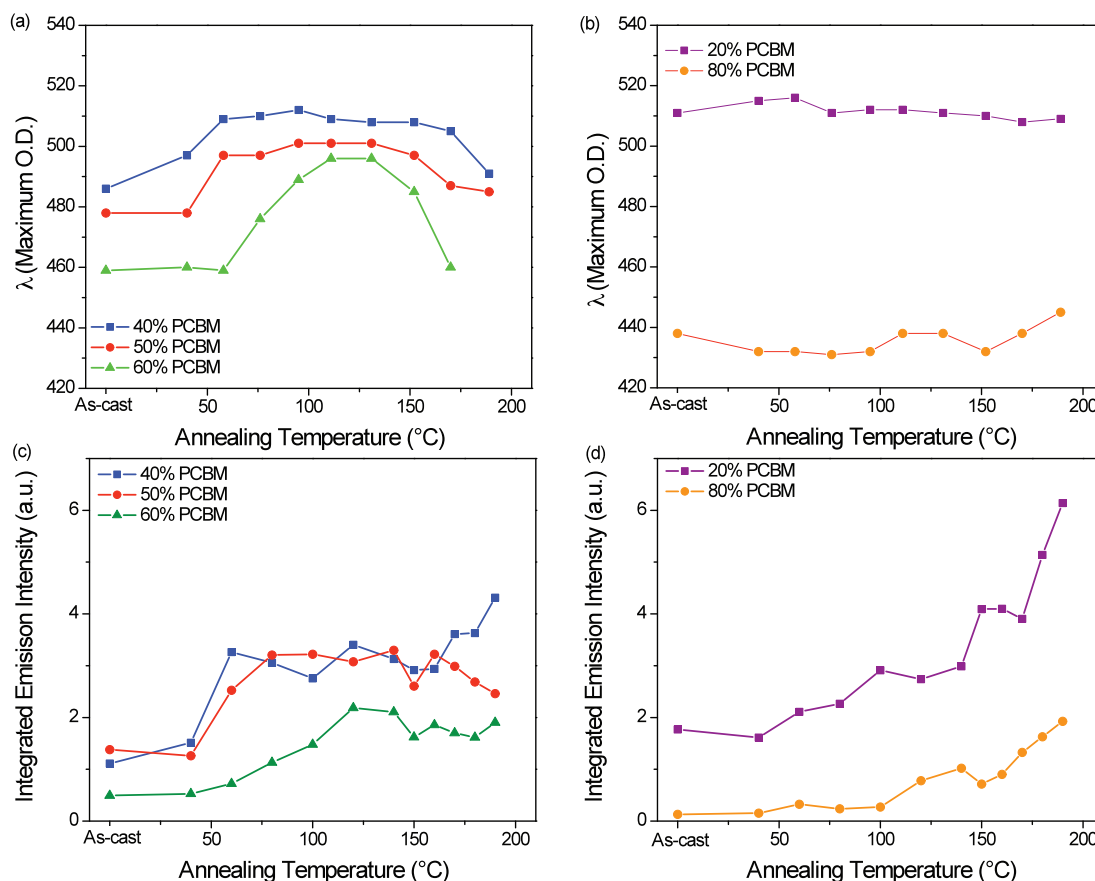 (a)
540
520
500
480
460
440
420
λ (Maximum O.D.)
40% PCBM
50% PCBM
60% PCBM
As-cast 50 100 150 200
Annealing Temperature (°C)
(b)
540
520
500
480
460
440
420
λ (Maximum O.D.)
20% PCBM
80% PCBM
As-cast 50 100 150 200
Annealing Temperature (°C)
(c)
6
4
2
0
Integrated Emisison Intensity (a.u.)
40% PCBM
50% PCBM
60% PCBM
As-cast 50 100 150 200
Annealing Temperature (°C)
(d)
6
4
2
0
Integrated Emission Intensity (a.u.)
20% PCBM
80% PCBM
As-cast 50 100 150 200
Annealing Temperature (°C)